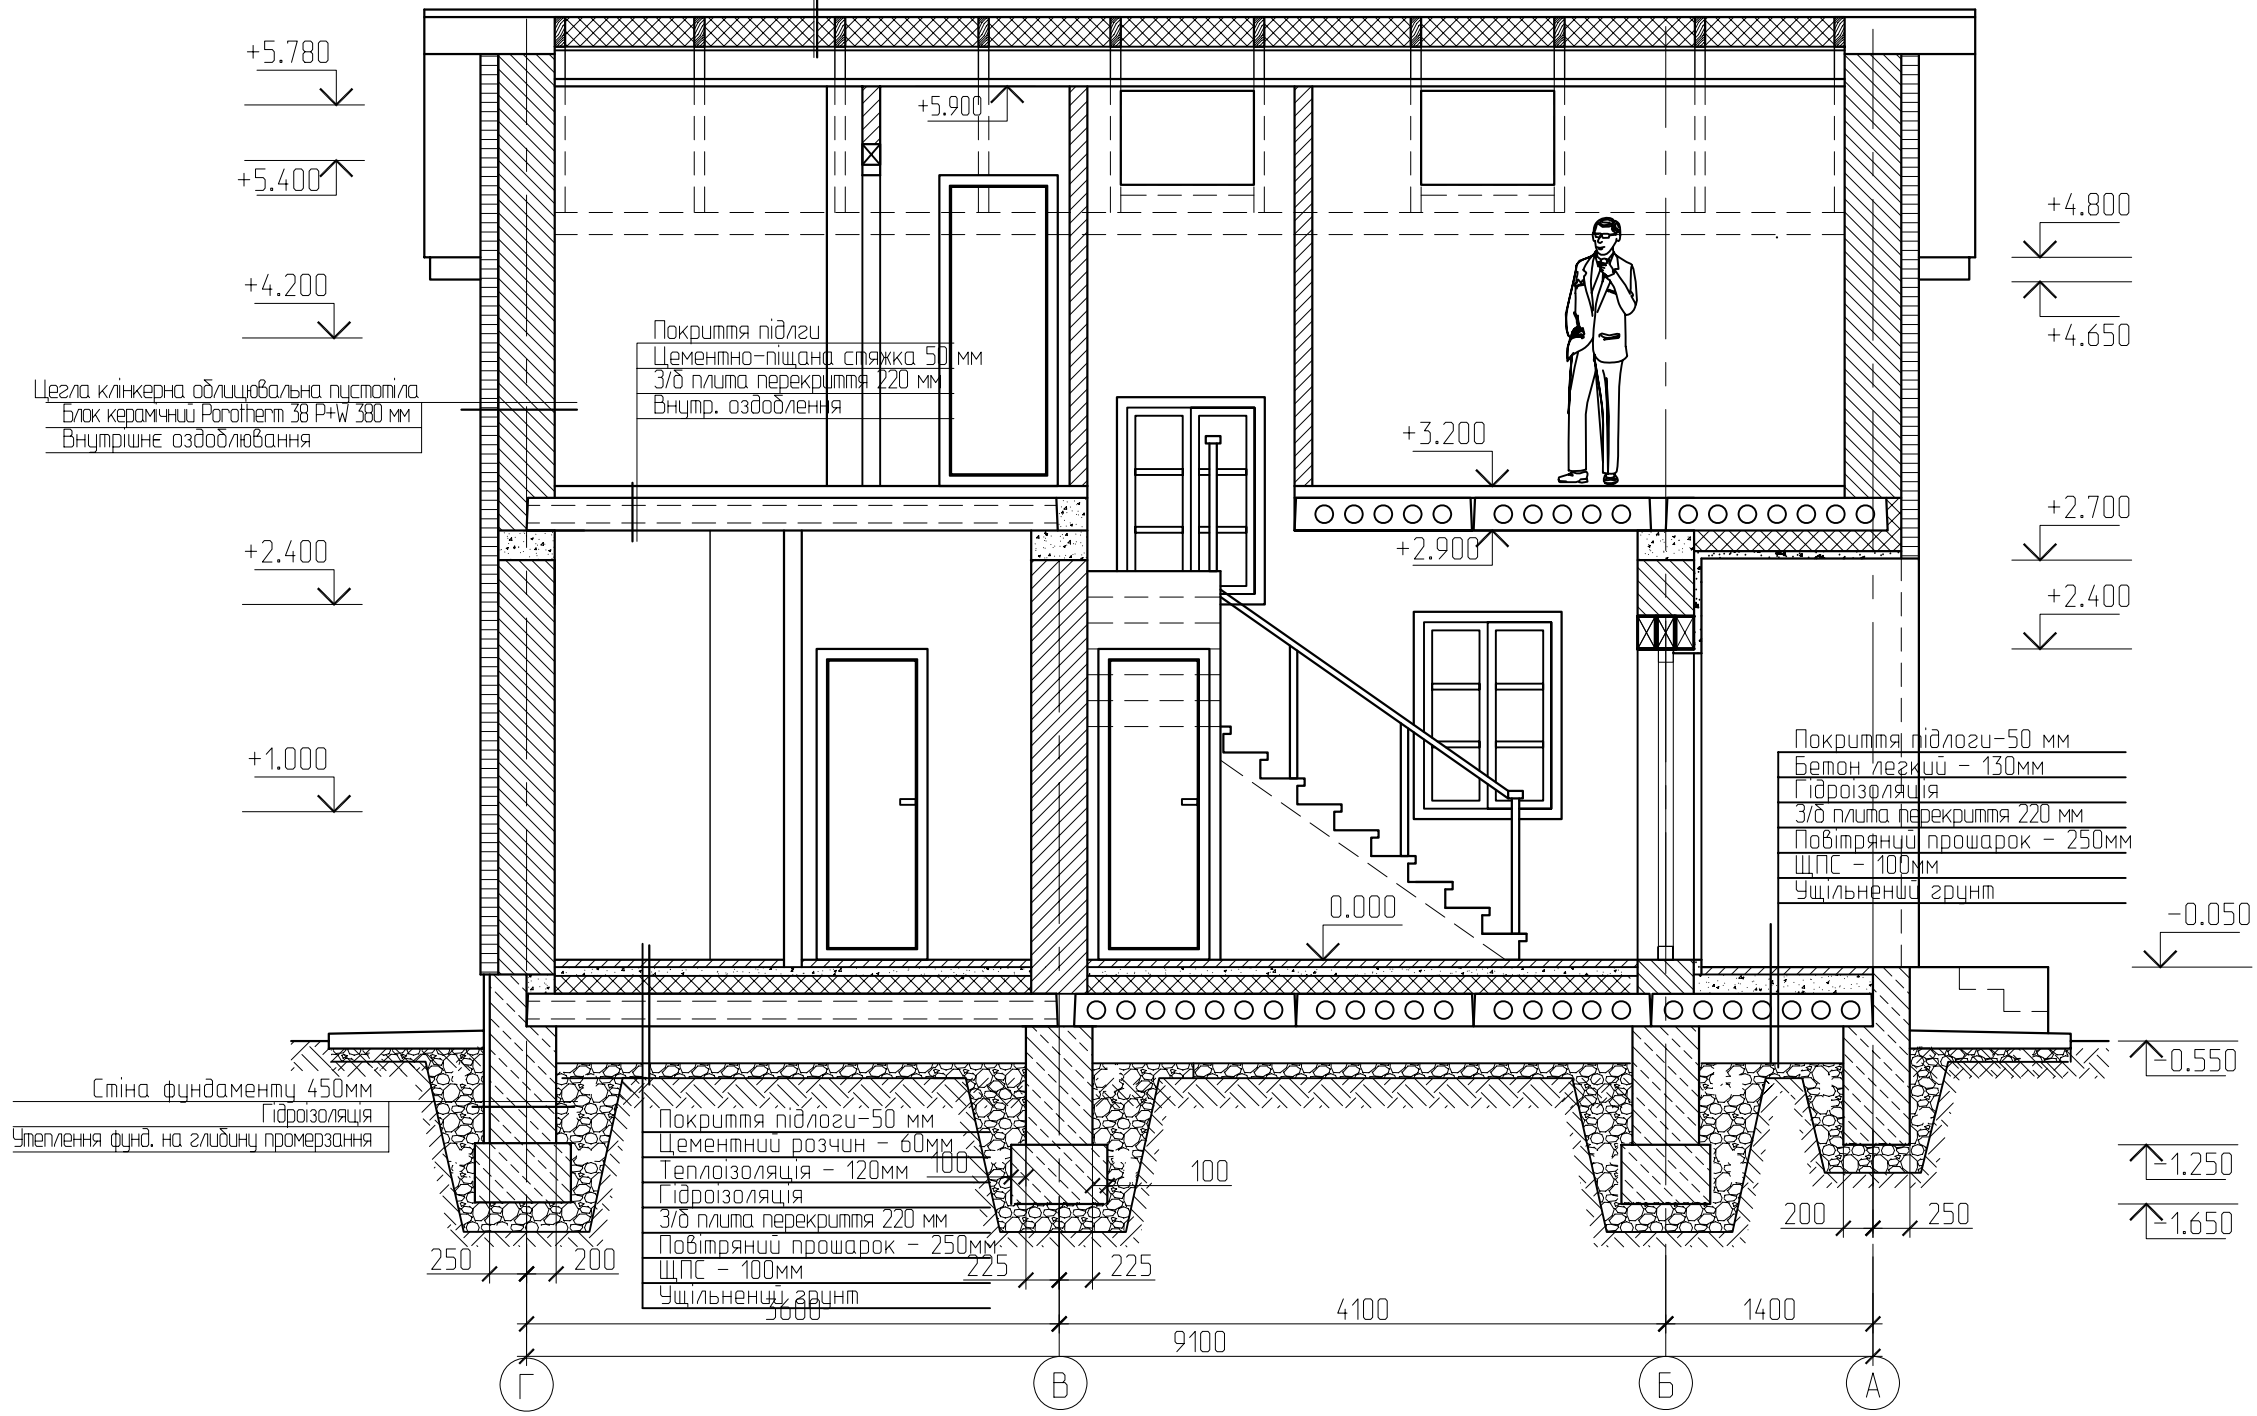 +5.780
+5.900
+5.400
+4.800
+4.200
+4.650
Покриття підлги
Цементно-піщана стяжка 50 мм
З/б плита перекриття 220 мм
Внутр. оздоблення
Цегла клінкерна облицювальна пустотіла
Блок керамічний Porotherm 38 P+W 380 мм
Внутрішнє оздоблювання
+3.200
+2.700
+2.400
+2.900
+2.400
+1.000
Покриття підлоги-50 мм
Бетон легкий - 130мм
Гідроізоляція
З/б плита перекриття 220 мм
Повітряний прошарок - 250мм
ЩПС - 100мм
Ущільнений грунт
0.000
-0.050
-0.550
Стіна фундаменту 450мм
Гідроізоляція
Утеплення фунд. на глибину промерзання
Покриття підлоги-50 мм
Цементний розчин - 60мм
Теплоізоляція - 120мм
Гідроізоляція
З/б плита перекриття 220 мм
Повітряний прошарок - 250мм
ЩПС - 100мм
Ущільнений грунт
100
100
-1.250
-1.650
200
250
250
200
225
225
3600
4100
1400
9100
Г
В
Б
А